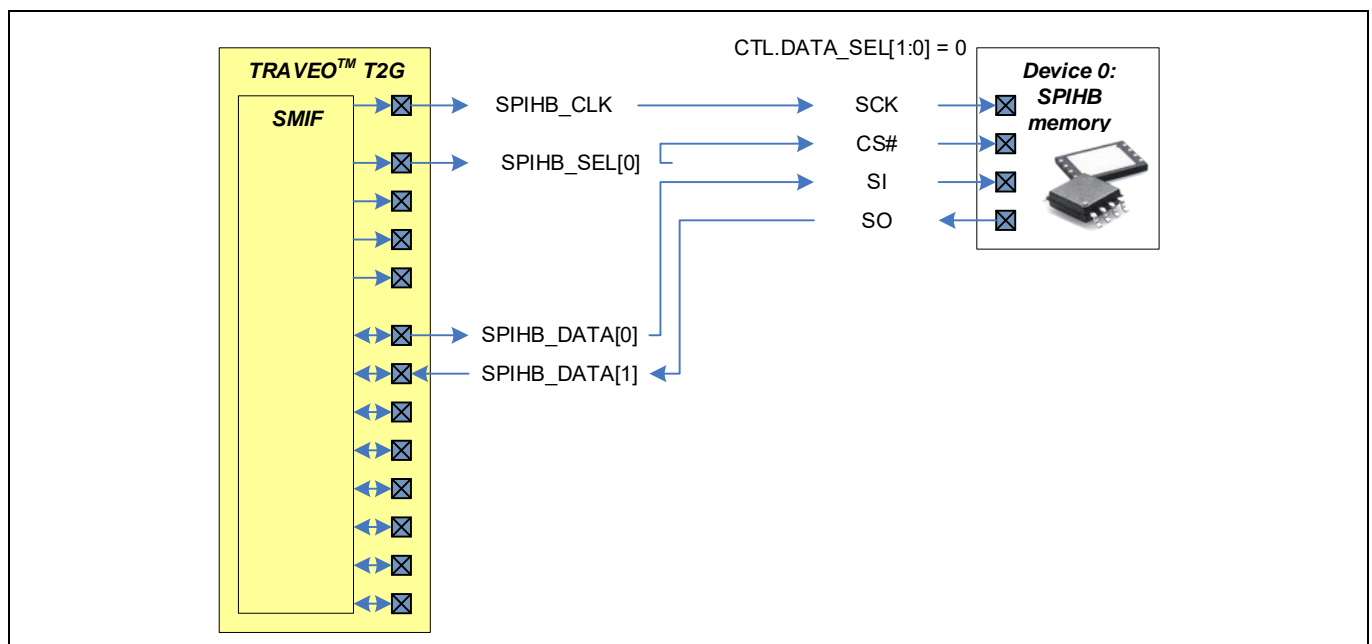 CTL.DATA_SEL[1:0] = 0
TRAVEO™ T2G
SMIF
SPIHB_CLK
SPIHB_SEL[0]
SPIHB_DATA[0]
SPIHB_DATA[1]
SCK
CS#
SI
SO
Device 0:
SPIHB
memory